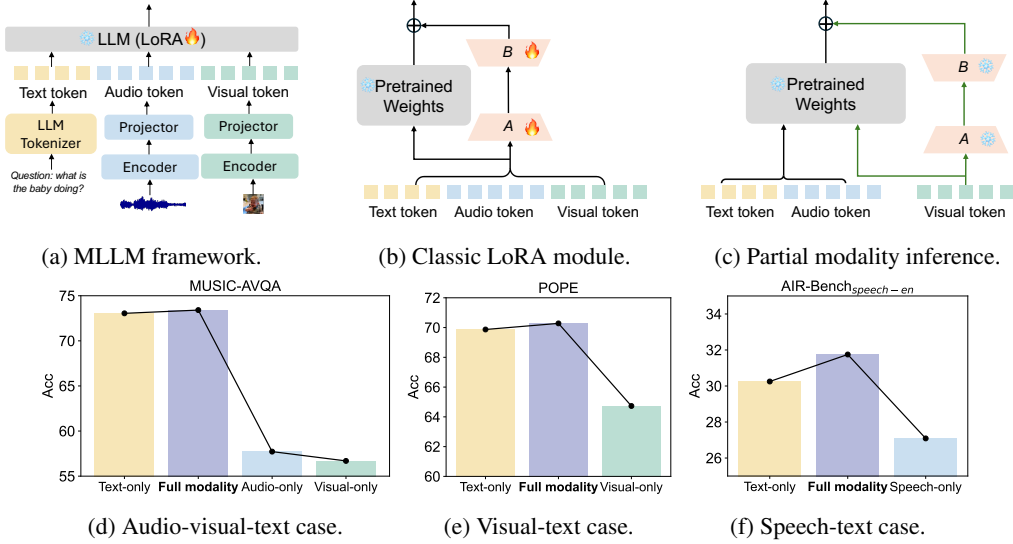 LLM (LoRA)
Text token Audio token Visual token
LLM Tokenizer
Projector
Projector
Encoder
Encoder
Question: what is
the baby doing?
(a) MLLM framework.
B
Pretrained
Weights
A
Text token Audio token Visual token
(b) Classic LoRA module.
B
Pretrained
Weights
A
Text token Audio token Visual token
(c) Partial modality inference.
MUSIC-AVQA
Acc
75
70
65
60
55
Text-only Full modality Audio-only Visual-only
(d) Audio-visual-text case.
POPE
Acc
72
70
68
66
64
62
60
Text-only Full modality Visual-only
(e) Visual-text case.
AIR-Bench speech-en
Acc
34
32
30
28
26
Text-only Full modality Speech-only
(f) Speech-text case.